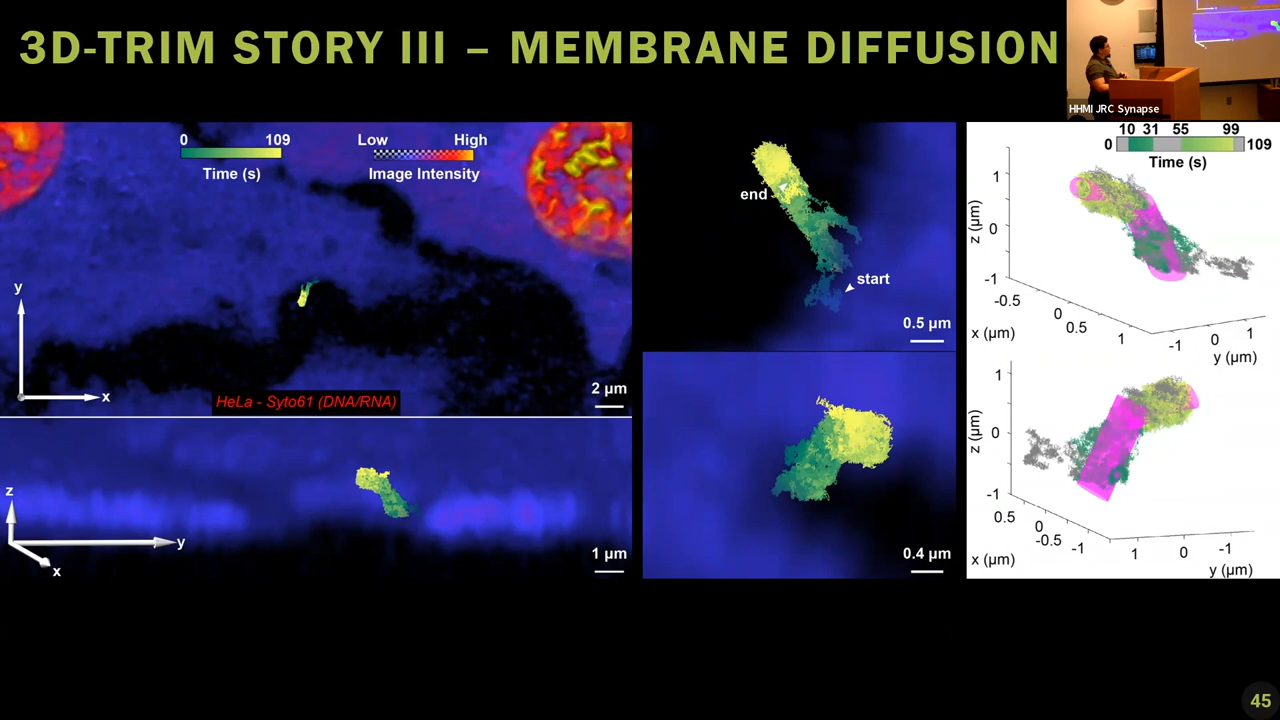 3D-TRIM STORY III – MEMBRANE DIFFUSION
HHMI JRC Synapse
0 109
Time (s)
Low High
Image Intensity
y
x
HeLa - Syto61 (DNA/RNA)
2 µm
z
y
x
1 µm
end
start
0.5 µm
0.4 µm
10 31 55 99
0 109
Time (s)
1
0
-1
z (µm)
-0.5
0
0.5
1
x (µm)
-1
0
1
y (µm)
1
0
-1
z (µm)
0.5
0
-0.5
-1
x (µm)
1
0
-1
y (µm)
45